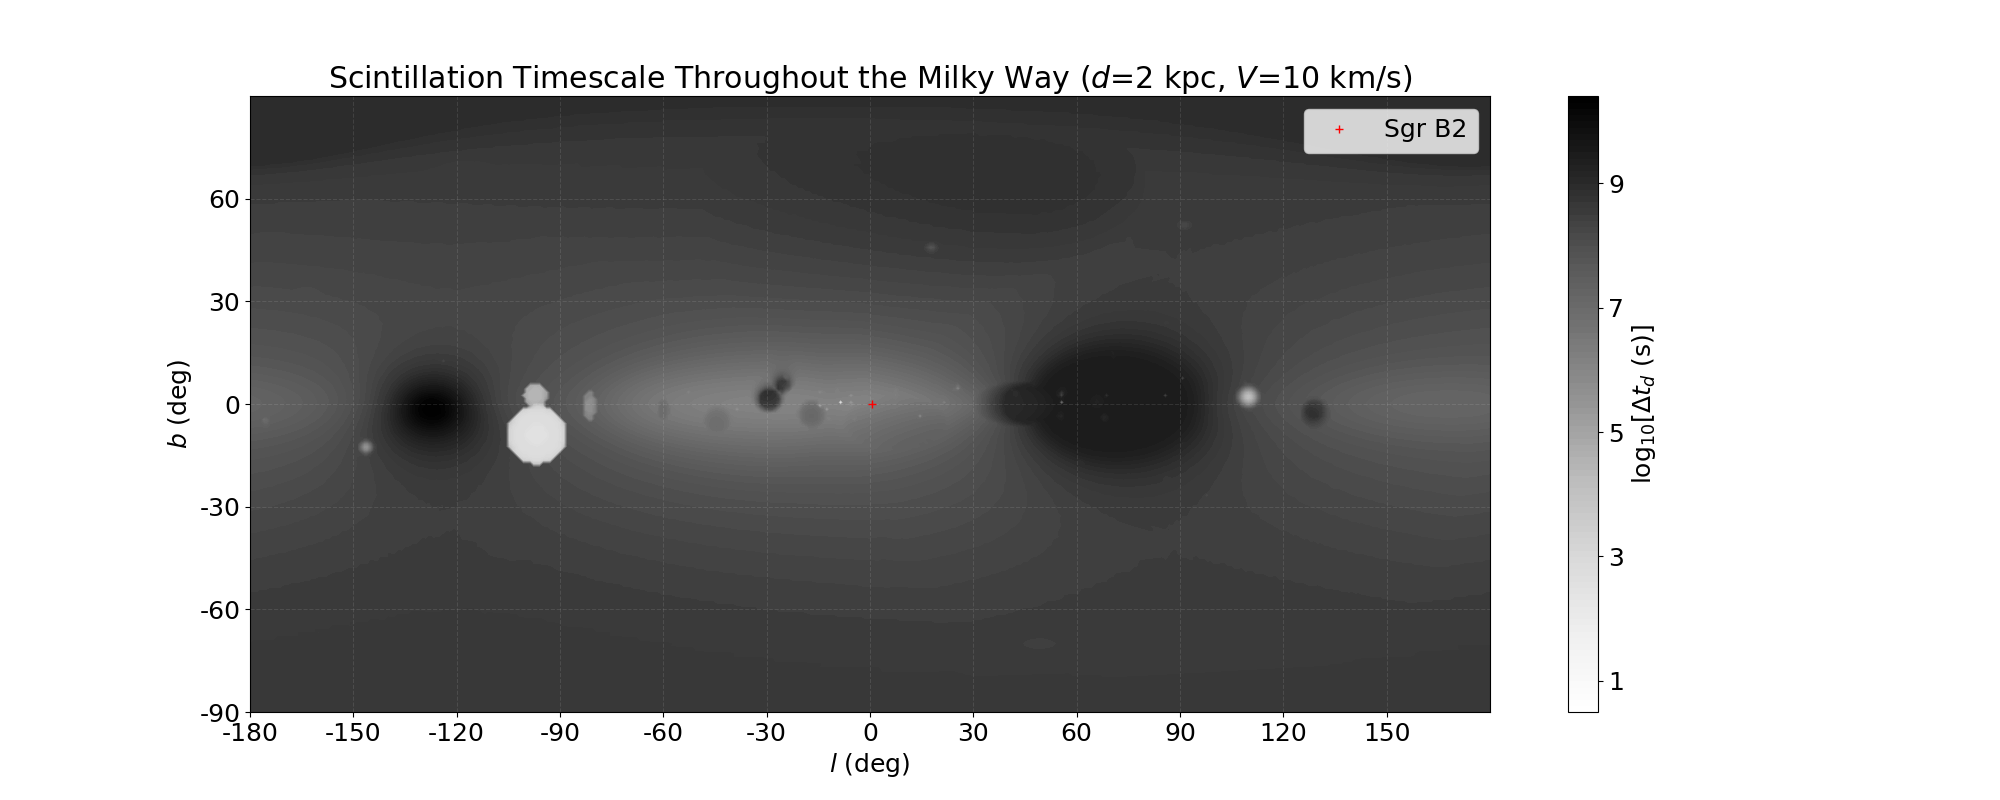 Scintillation Timescale Throughout the Milky Way (d=2 kpc, V=10 km/s)
Sgr B2
60
30
0
-30
-60
-90
b (deg)
-180 -150 -120 -90 -60 -30 0 30 60 90 120 150
l (deg)
9
7
5
3
1
log₁₀[Δt_d (s)]